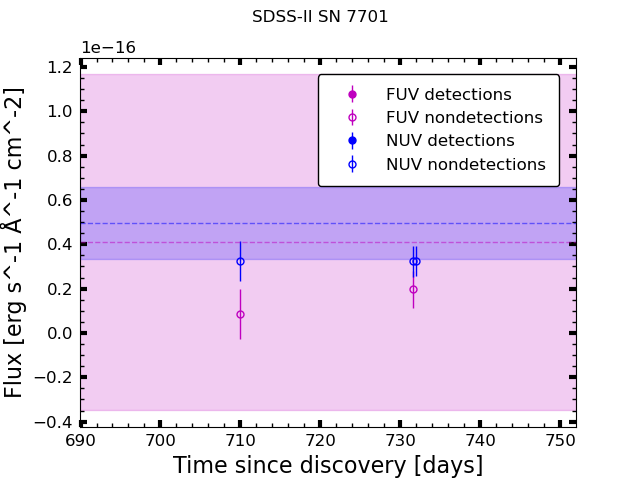 SDSS-II SN 7701
1e−16
FUV detections
FUV nondetections
NUV detections
NUV nondetections
1.2
1.0
0.8
0.6
0.4
0.2
0.0
−0.2
−0.4
Flux [erg s^-1 Å^-1 cm^-2]
690 700 710 720 730 740 750
Time since discovery [days]